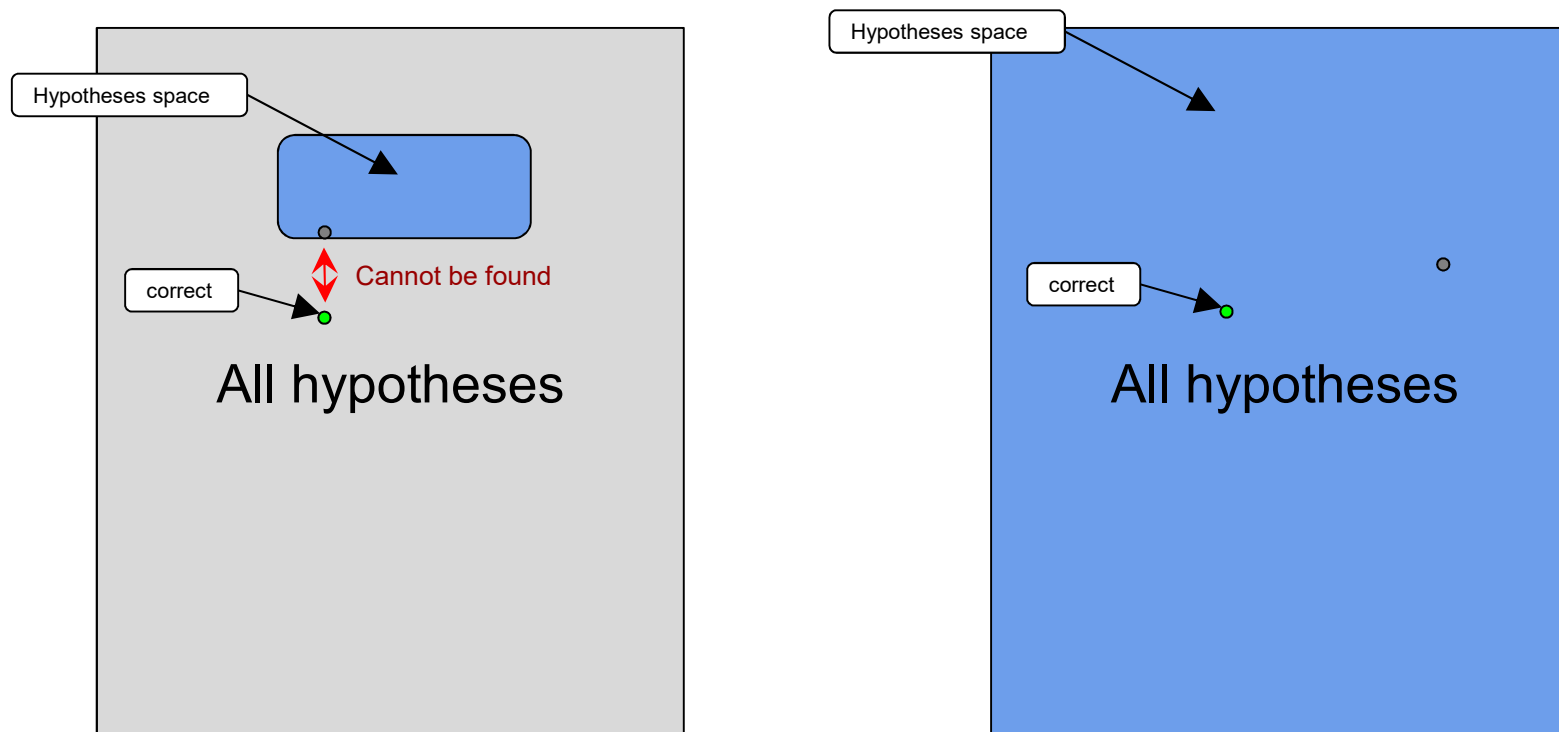 Hypotheses space
Cannot be found
correct
All hypotheses
Hypotheses space
correct
All hypotheses